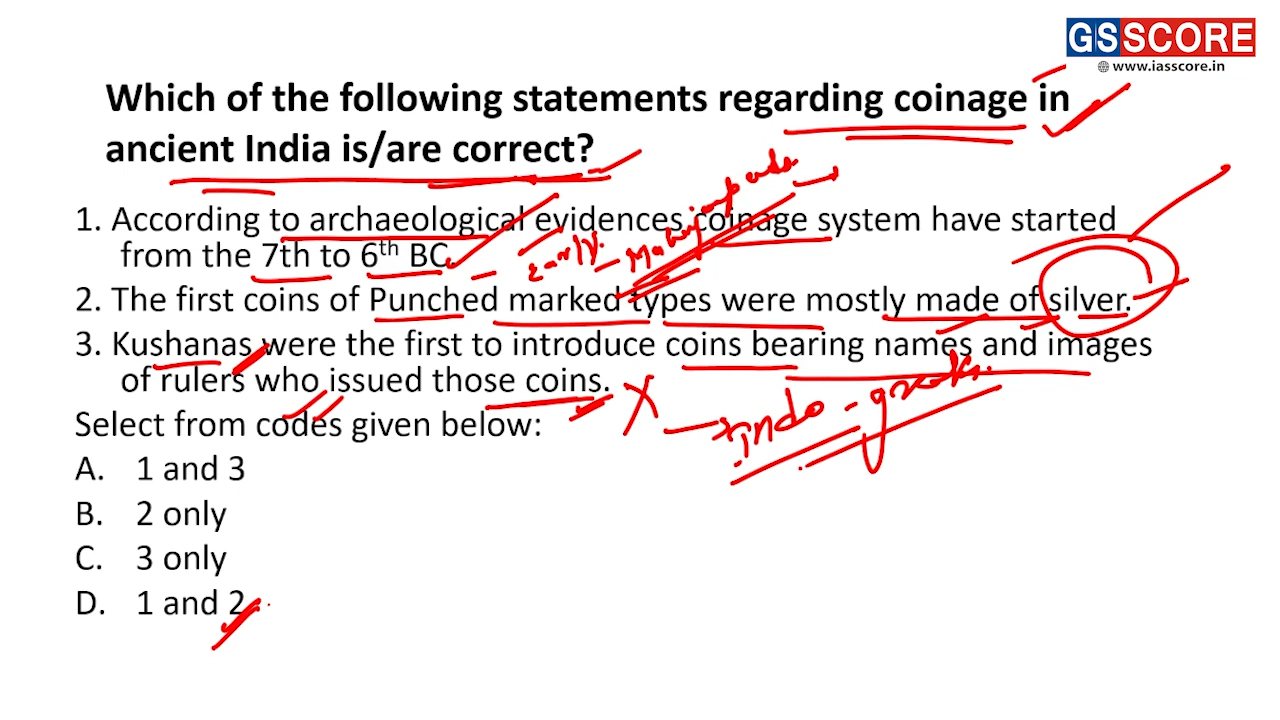 GSSCORE
www.iasscore.in
Which of the following statements regarding coinage in
ancient India is/are correct?
1. According to archaeological evidences coinage system have started
from the 7th to 6th BC.
Early
Mahajanpada
2. The first coins of Punched marked types were mostly made of silver.
3. Kushanas were the first to introduce coins bearing names and images
of rulers who issued those coins.
X
indo-greeks.
Select from codes given below:
A. 1 and 3
B. 2 only
C. 3 only
D. 1 and 2